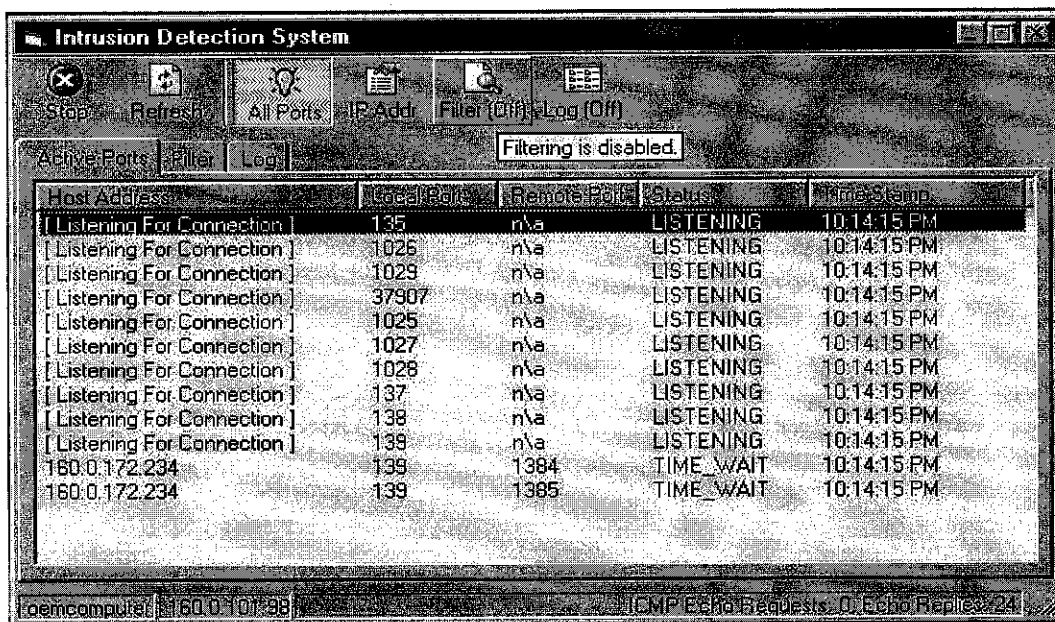 Intrusion Detection System
Stop Refresh All Ports IP Addr Filter (Off) Log (Off)
Filtering is disabled.
Active Ports Filter Log
Host Address Local Port Remote Port Status Time Stamp
[ Listening For Connection ] 135 n\a LISTENING 10:14:15 PM
[ Listening For Connection ] 1026 n\a LISTENING 10:14:15 PM
[ Listening For Connection ] 1029 n\a LISTENING 10:14:15 PM
[ Listening For Connection ] 37907 n\a LISTENING 10:14:15 PM
[ Listening For Connection ] 1025 n\a LISTENING 10:14:15 PM
[ Listening For Connection ] 1027 n\a LISTENING 10:14:15 PM
[ Listening For Connection ] 1028 n\a LISTENING 10:14:15 PM
[ Listening For Connection ] 137 n\a LISTENING 10:14:15 PM
[ Listening For Connection ] 138 n\a LISTENING 10:14:15 PM
[ Listening For Connection ] 139 n\a LISTENING 10:14:15 PM
160.0.172.234 139 1384 TIME_WAIT 10:14:15 PM
160.0.172.234 139 1385 TIME_WAIT 10:14:15 PM
oemcomputer 160.0.101.98 ICMP Echo Requests: 0, Echo Replies: 24